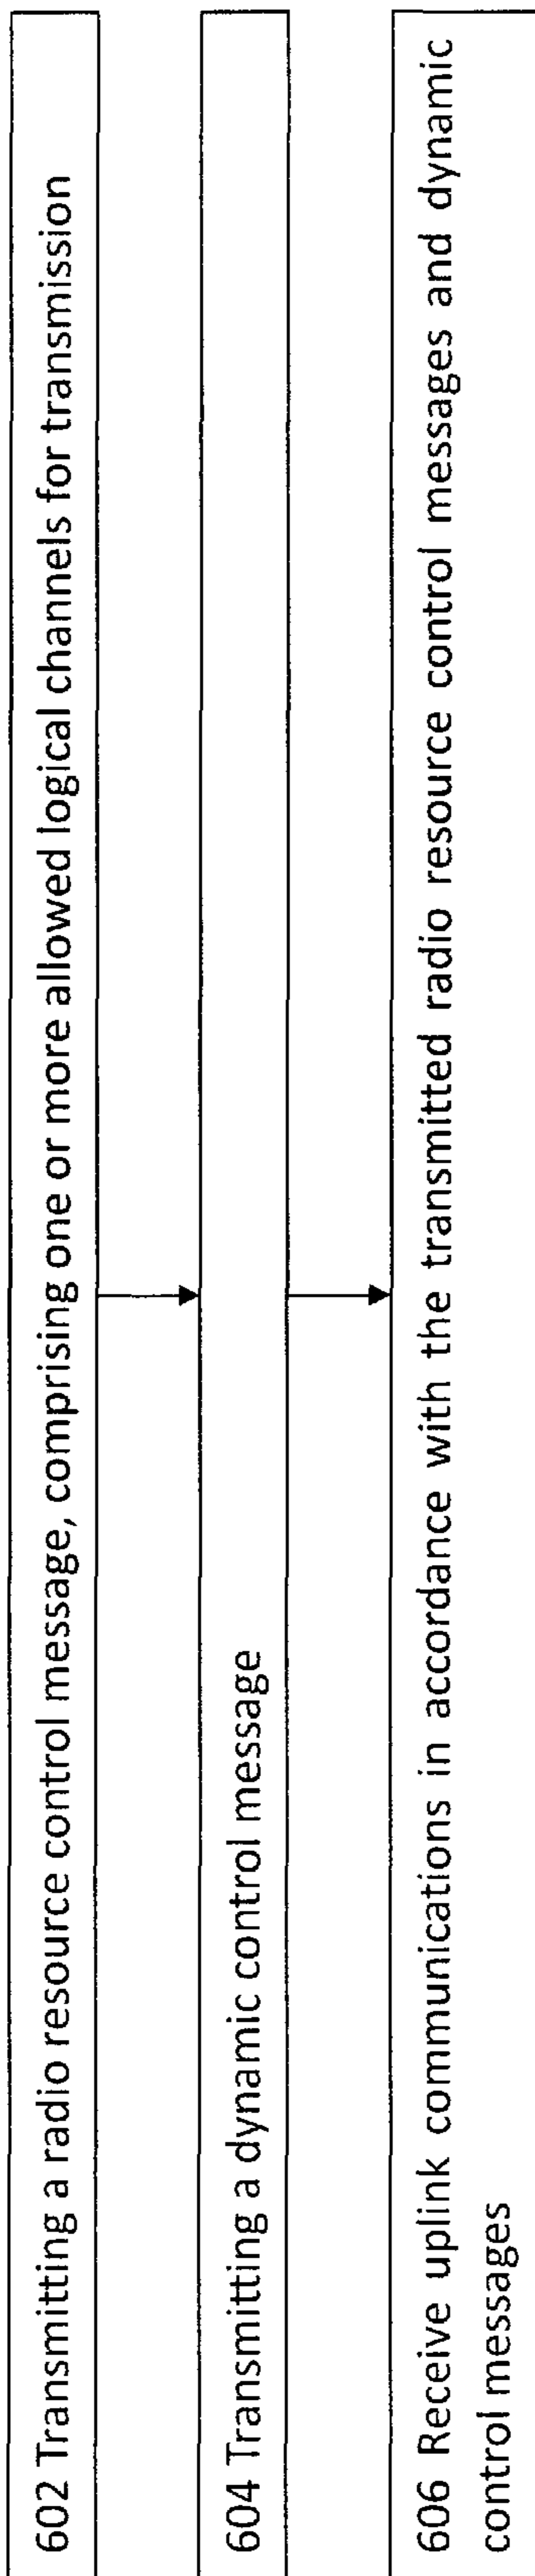 602 Transmitting a radio resource control message, comprising one or more allowed logical channels for transmission
604 Transmitting a dynamic control message
606 Receive uplink communications in accordance with the transmitted radio resource control messages and dynamic
control messages